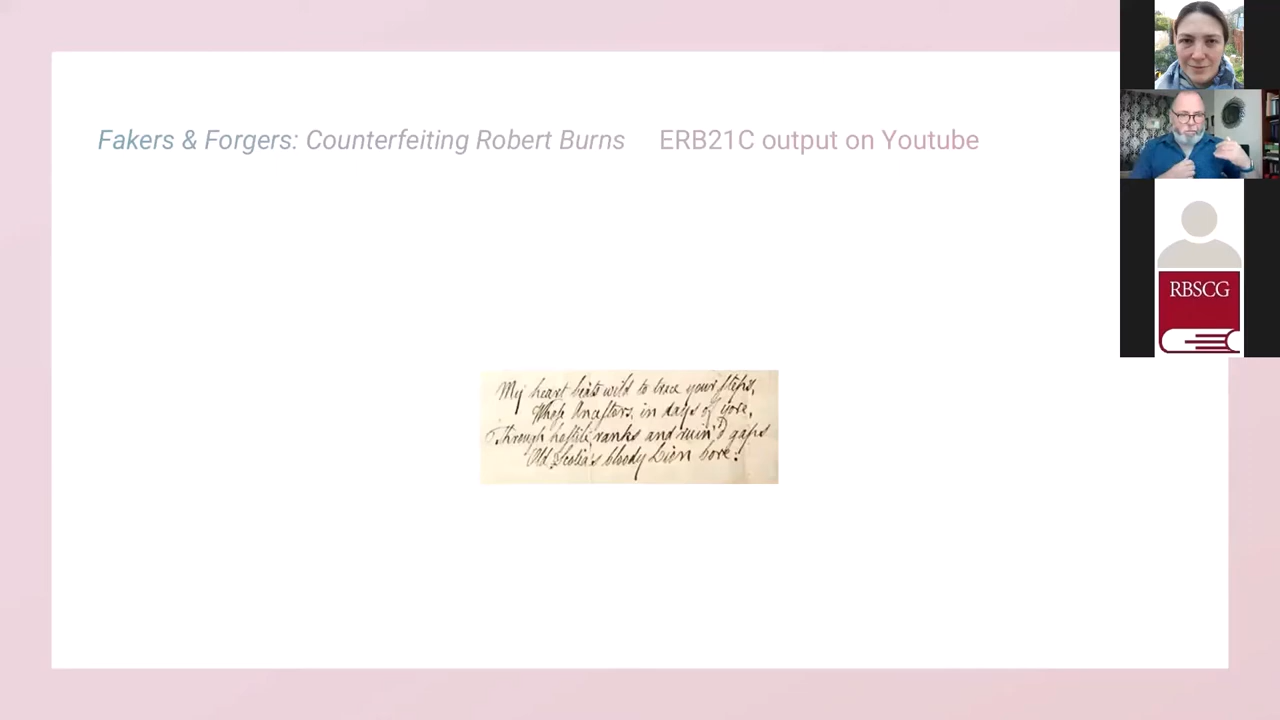 Fakers & Forgers: Counterfeiting Robert Burns ERB21C output on Youtube
My heart beats wild to trace your steps,
Whose Ancestors, in days of yore,
Through hostile ranks and ruin'd gaps
Old Scotia's bloody Lion bore:
RBSCG